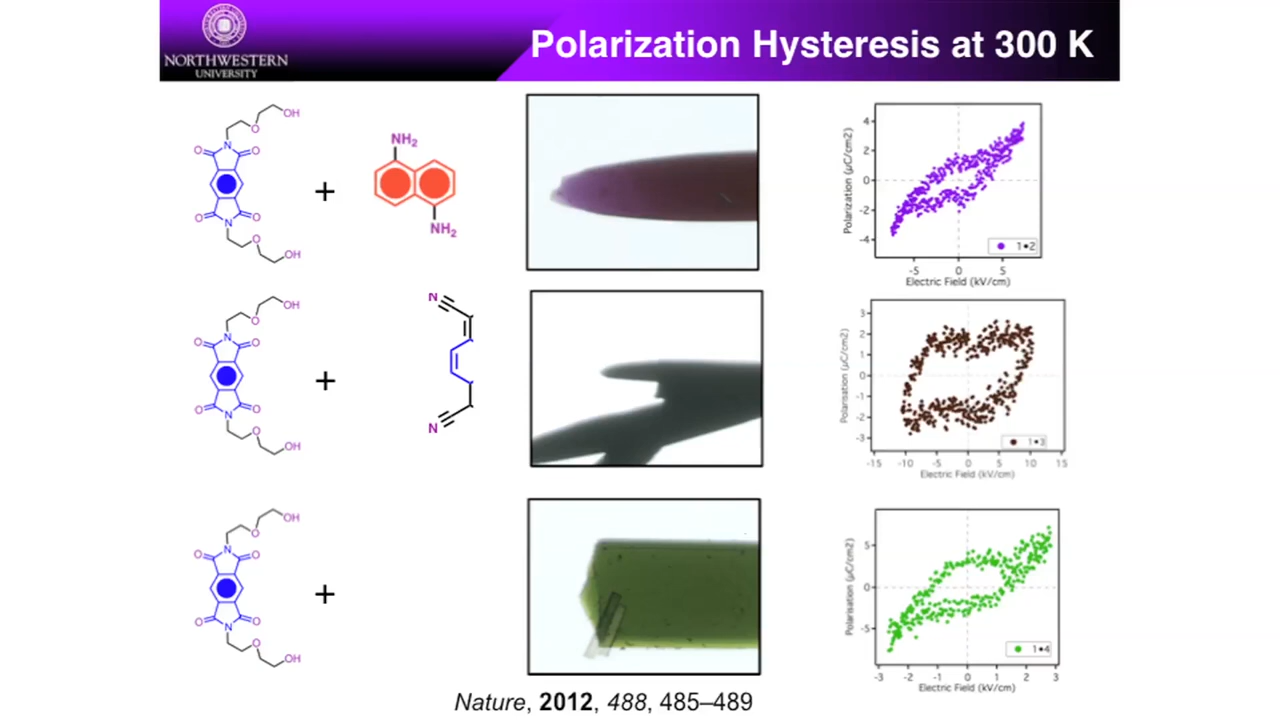 NORTHWESTERN
UNIVERSITY
Polarization Hysteresis at 300 K
OH
O
N
O O
O O
N
O
OH
+
NH2
NH2
Polarization (µC/cm2)
4
2
0
-2
-4
1•2
-5 0 5
Electric Field (kV/cm)
OH
O
N
O O
O O
N
O
OH
+
N
N
Polarisation (µC/cm2)
3
2
1
0
-1
-2
-3
1•3
-15 -10 -5 0 5 10 15
Electric Field (kV/cm)
OH
O
N
O O
O O
N
O
OH
+
Polarisation (µC/cm2)
5
0
-5
1•4
-3 -2 -1 0 1 2 3
Electric Field (kV/cm)
Nature, 2012, 488, 485–489